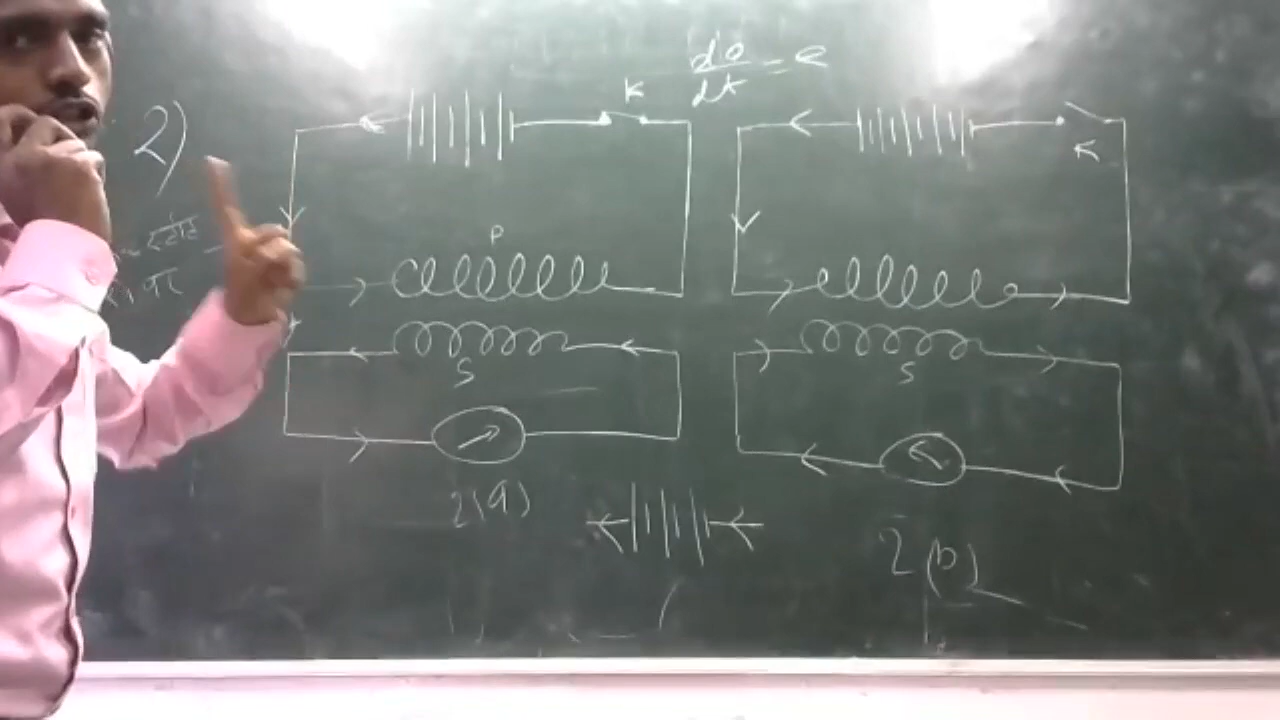 dΦ/dt = e
2)
K
K
P
S
S
2(a)
2(b)